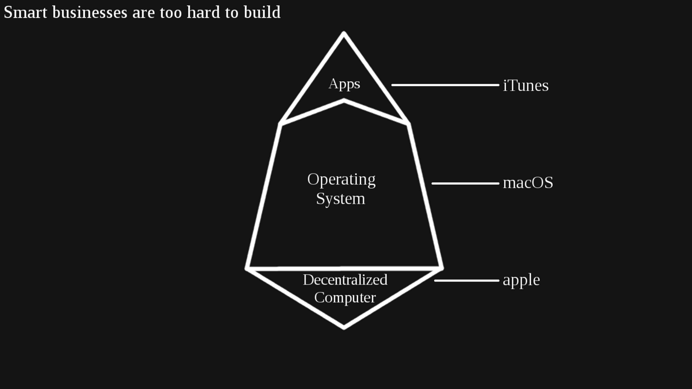 Smart businesses are too hard to build
Apps
iTunes
Operating
System
macOS
Decentralized
Computer
apple